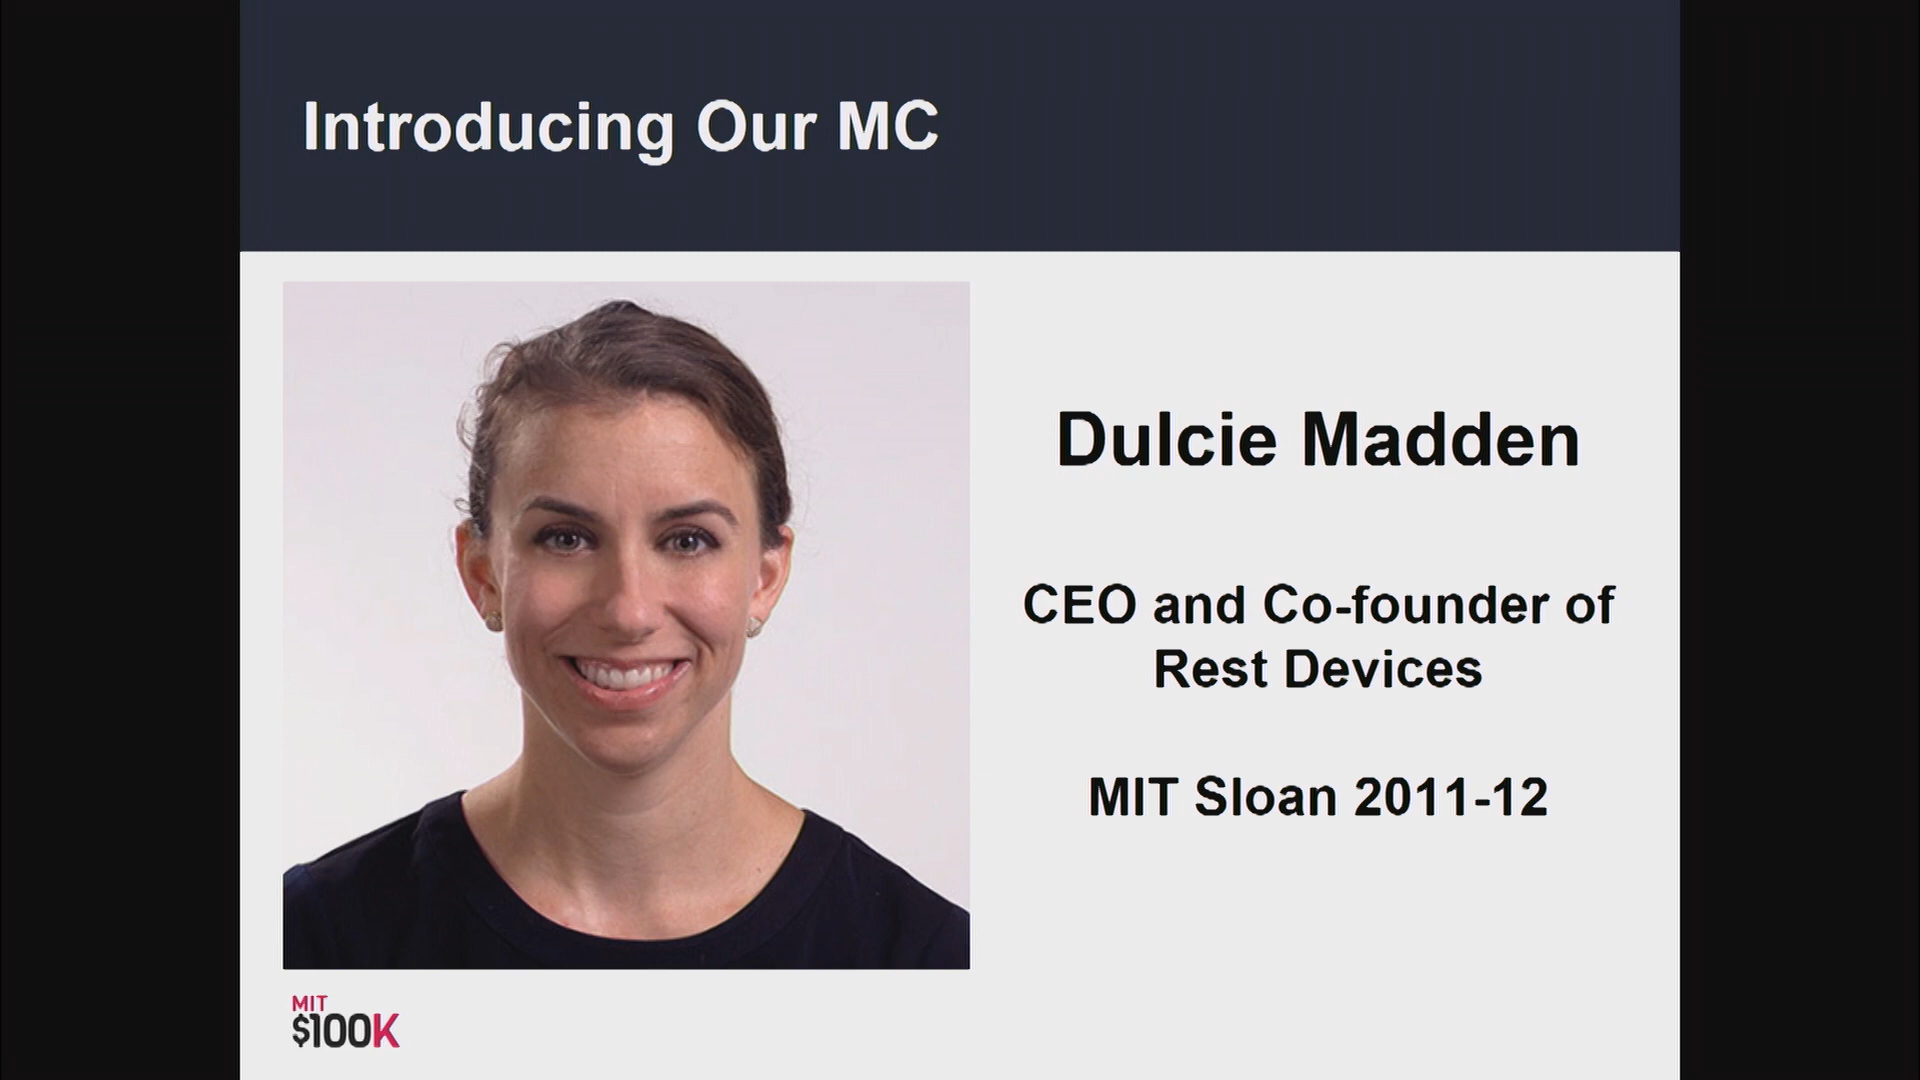 Introducing Our MC
Dulcie Madden
CEO and Co-founder of
Rest Devices
MIT Sloan 2011-12
MIT
$100K